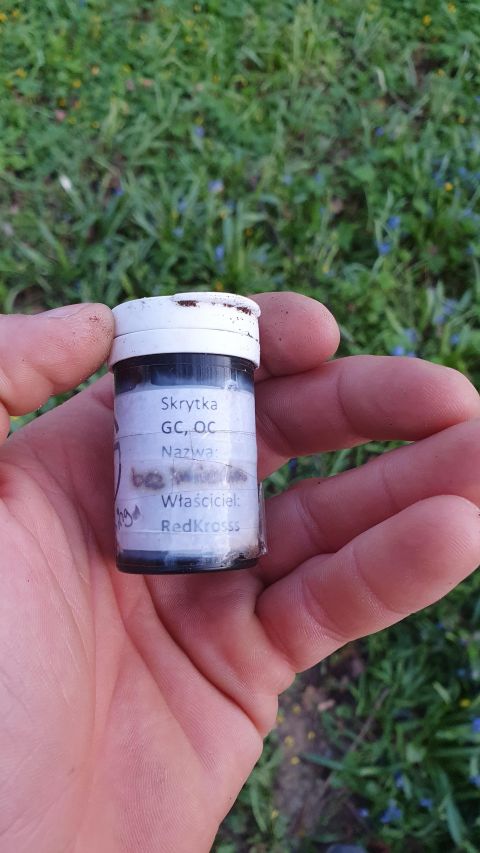 Skrytka
GC, OC
Nazwa:
Właściciel:
RedKrosss